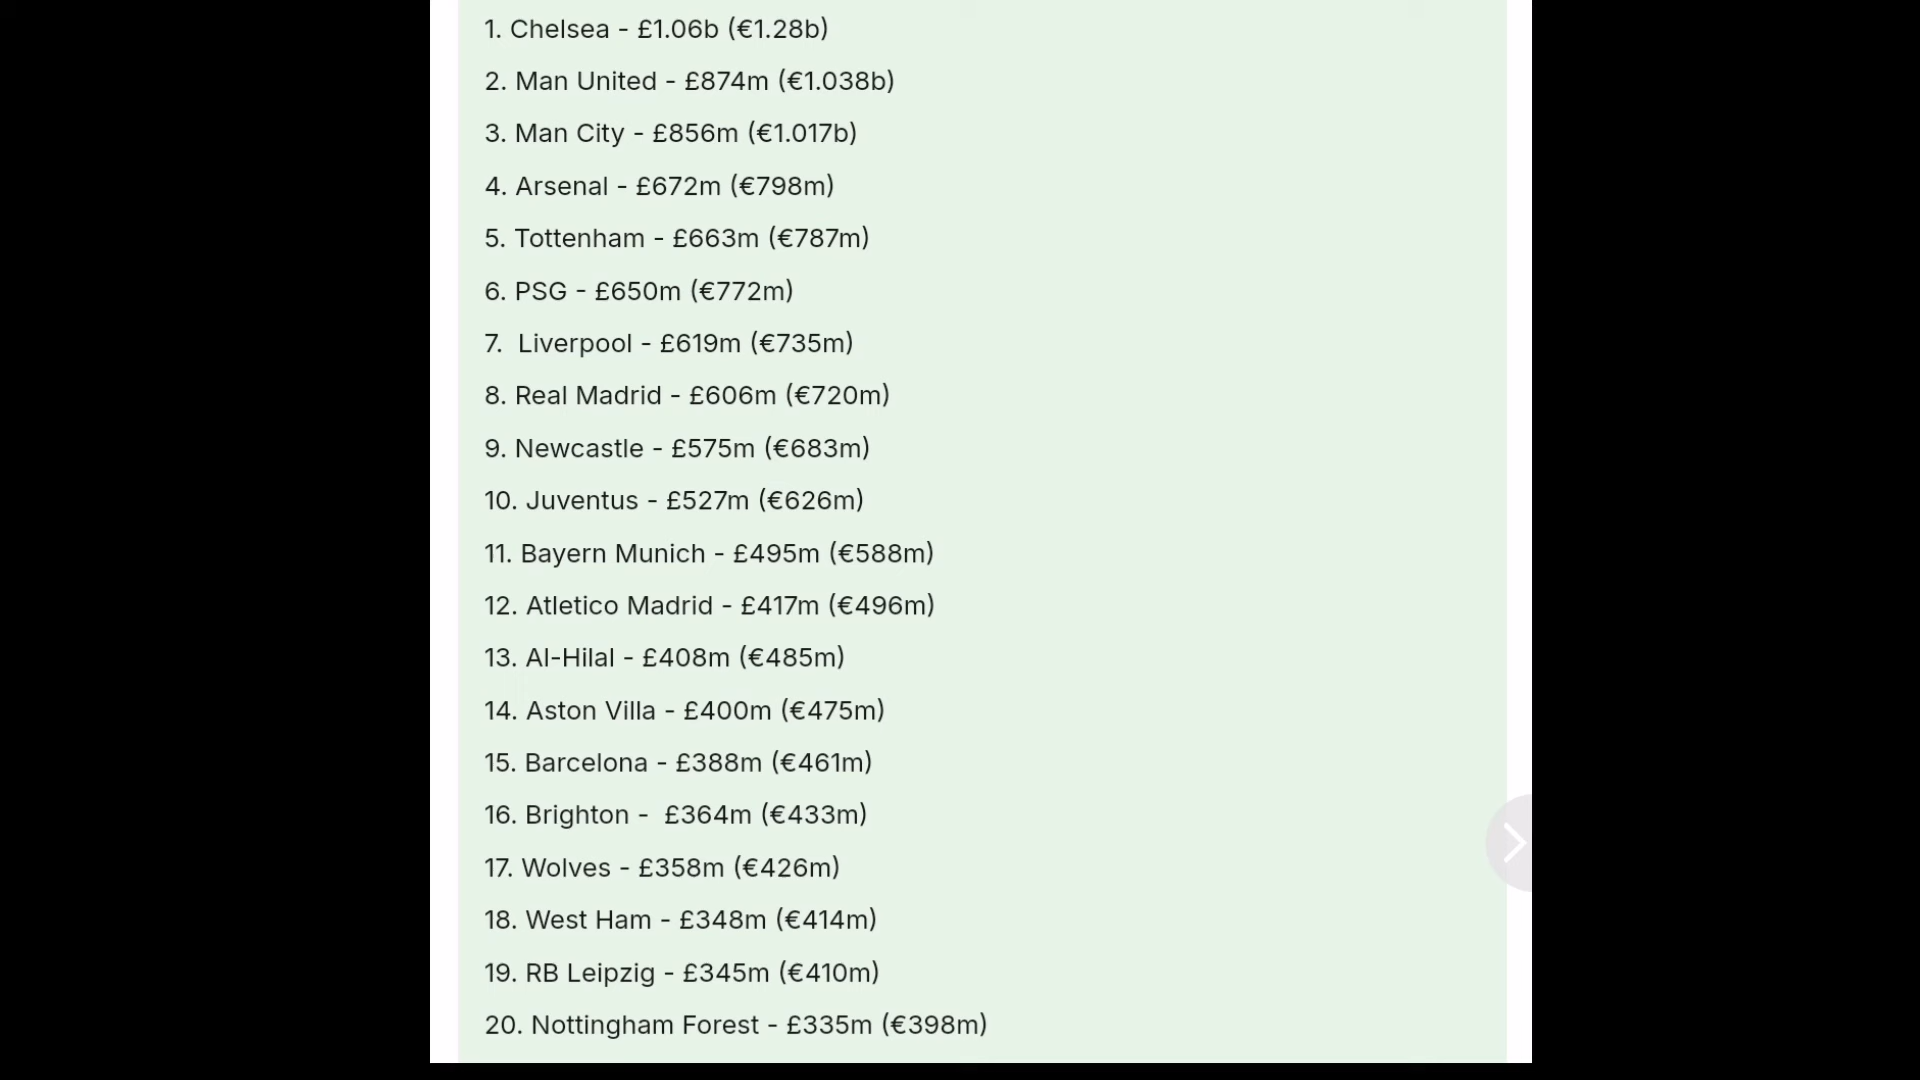 1. Chelsea - £1.06b (€1.28b)
2. Man United - £874m (€1.038b)
3. Man City - £856m (€1.017b)
4. Arsenal - £672m (€798m)
5. Tottenham - £663m (€787m)
6. PSG - £650m (€772m)
7.  Liverpool - £619m (€735m)
8. Real Madrid - £606m (€720m)
9. Newcastle - £575m (€683m)
10. Juventus - £527m (€626m)
11. Bayern Munich - £495m (€588m)
12. Atletico Madrid - £417m (€496m)
13. Al-Hilal - £408m (€485m)
14. Aston Villa - £400m (€475m)
15. Barcelona - £388m (€461m)
16. Brighton -  £364m (€433m)
17. Wolves - £358m (€426m)
18. West Ham - £348m (€414m)
19. RB Leipzig - £345m (€410m)
20. Nottingham Forest - £335m (€398m)